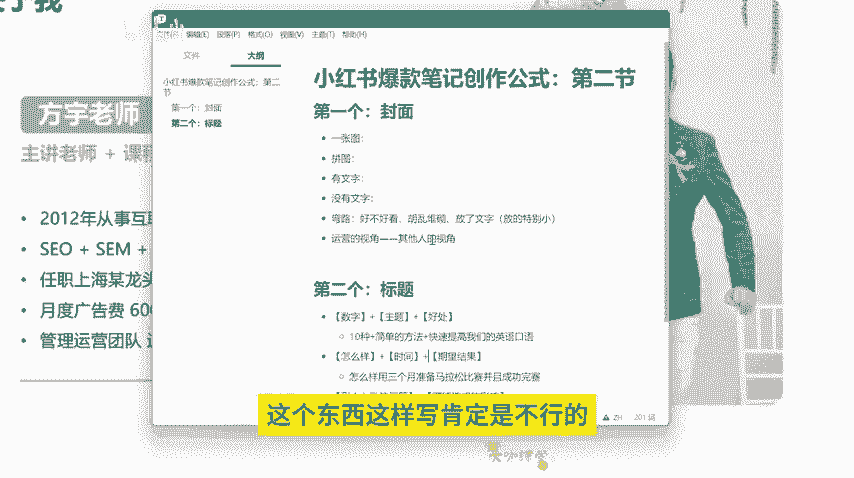 方宇老师
主讲老师 + 课
2012年从事互
SEO + SEM +
任职上海某龙头
月度广告费 60
管理运营团队
编辑(E) 段落(P) 格式(O) 视图(V) 主题(T) 帮助(H)
文件 大纲
小红书爆款笔记创作公式：第二节
第一个：封面
第二个：标题
小红书爆款笔记创作公式：第二节
第一个：封面
一张图：
拼图：
有文字：
没有文字：
弯路：好不好看、胡乱堆砌、放了文字（放的特别小）
运营的视角——其他人的视角
第二个：标题
【数字】+【主题】+【好处】
10种+简单的方法+快速提高我们的英语口语
【怎么样】+【时间】+【期望结果】
怎么样用三个月准备马拉松比赛并且成功完赛
ZH 201 词
这个东西这样写肯定是不行的